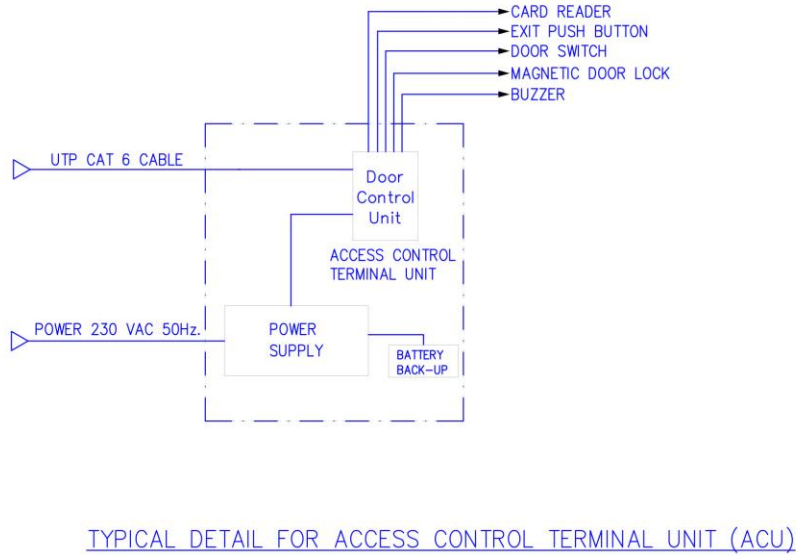 CARD READER
EXIT PUSH BUTTON
DOOR SWITCH
MAGNETIC DOOR LOCK
BUZZER
UTP CAT 6 CABLE
Door
Control
Unit
ACCESS CONTROL
TERMINAL UNIT
POWER 230 VAC 50Hz.
POWER
SUPPLY
BATTERY
BACK-UP
TYPICAL DETAIL FOR ACCESS CONTROL TERMINAL UNIT (ACU)